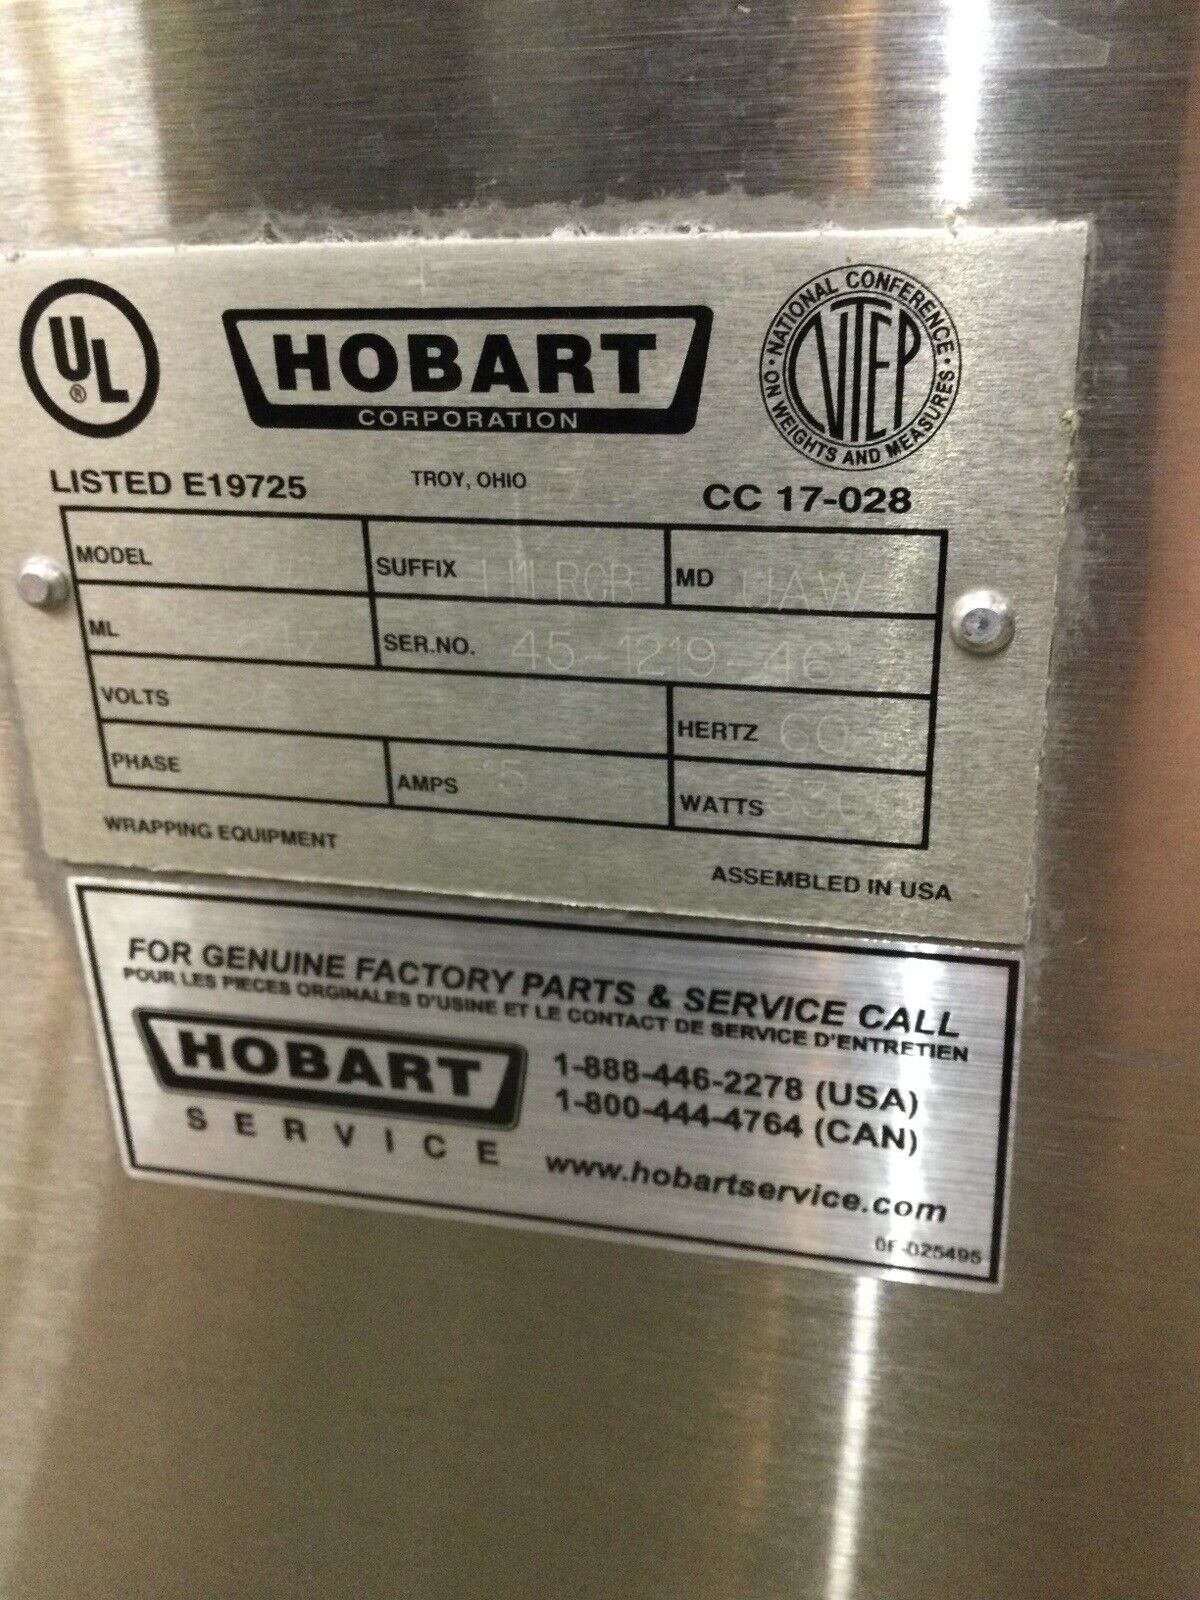 UL
®
HOBART
CORPORATION
NATIONAL CONFERENCE
ON WEIGHTS AND MEASURES
NTEP
LISTED E19725
TROY, OHIO
CC 17-028
MODEL
SUFFIX
MD UAW
ML
SER.NO.
VOLTS
HERTZ 60
PHASE
AMPS
WATTS
WRAPPING EQUIPMENT
ASSEMBLED IN USA
FOR GENUINE FACTORY PARTS & SERVICE CALL
POUR LES PIECES ORGINALES D'USINE ET LE CONTACT DE SERVICE D'ENTRETIEN
HOBART
SERVICE
1-888-446-2278 (USA)
1-800-444-4764 (CAN)
www.hobartservice.com
0F-D25495